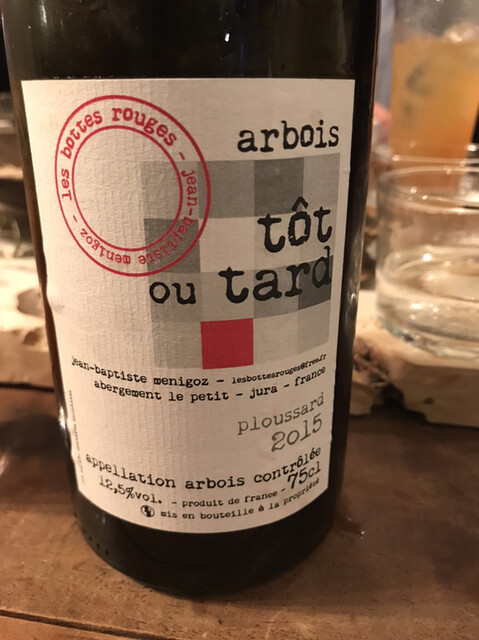 les bottes rouges - jean-baptiste menigoz -
arbois
tôt
ou tard
jean-baptiste menigoz - lesbottesrouges@free.fr
abergement le petit - jura - france
ploussard
2015
appellation arbois contrôlée
12,5%vol. - produit de france - 75cl
mis en bouteille à la propriété